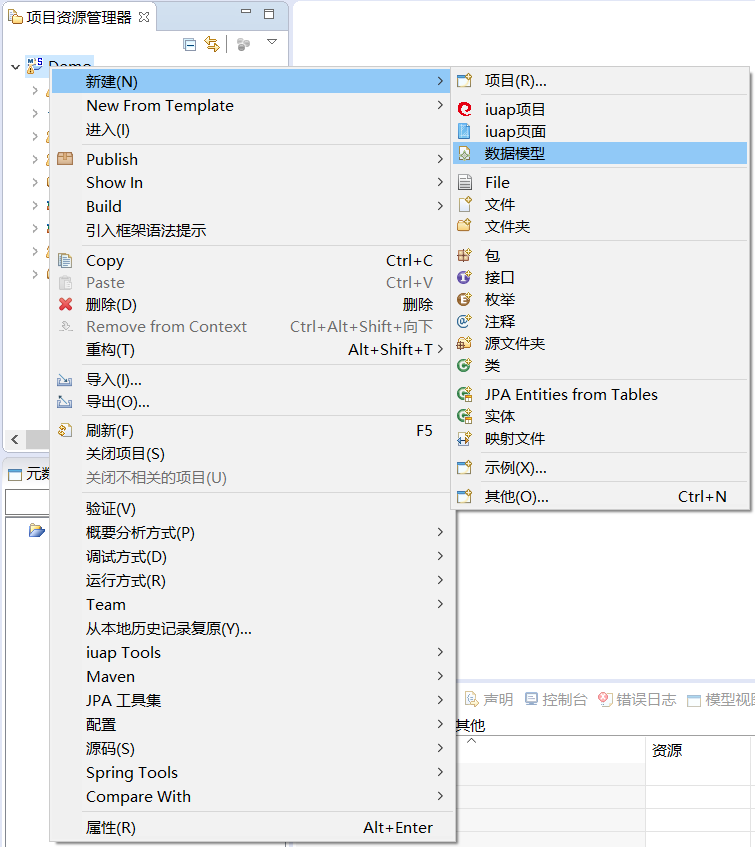 项目资源管理器
Demo
新建(N)
New From Template
进入(I)
Publish
Show In
Build
引入框架语法提示
Copy Ctrl+C
Paste Ctrl+V
删除(D) 删除
Remove from Context Ctrl+Alt+Shift+向下
重构(T) Alt+Shift+T
导入(I)...
导出(O)...
刷新(F) F5
关闭项目(S)
关闭不相关的项目(U)
验证(V)
概要分析方式(P)
调试方式(D)
运行方式(R)
Team
从本地历史记录复原(Y)...
iuap Tools
Maven
JPA 工具集
配置
源码(S)
Spring Tools
Compare With
属性(R) Alt+Enter
项目(R)...
iuap项目
iuap页面
数据模型
File
文件
文件夹
包
接口
枚举
注释
源文件夹
类
JPA Entities from Tables
实体
映射文件
示例(X)...
其他(O)... Ctrl+N
元数
声明 控制台 错误日志 模型视图
其他
资源